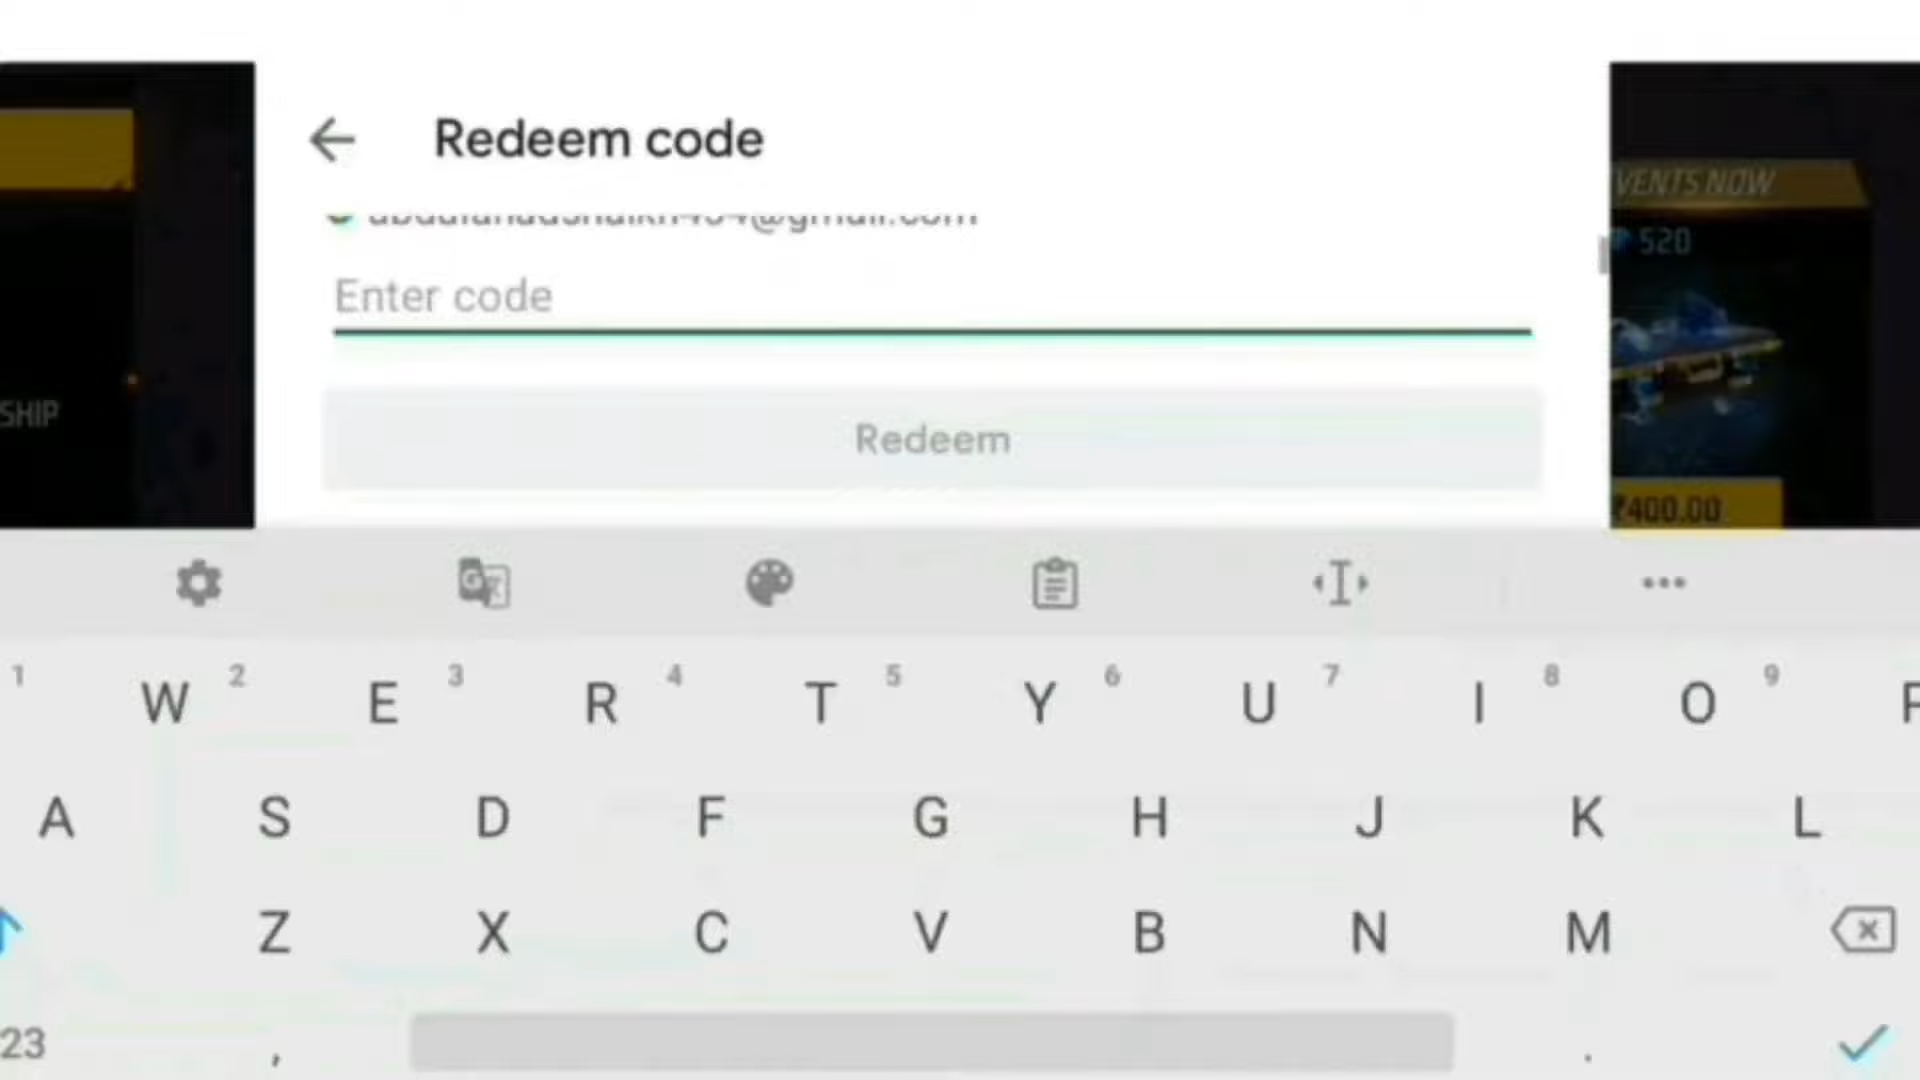 Redeem code
VENTS NOW
520
Enter code
SHIP
Redeem
₹400.00
1 2 3 4 5 6 7 8 9
W E R T Y U I O P
A S D F G H J K L
Z X C V B N M
23 , .